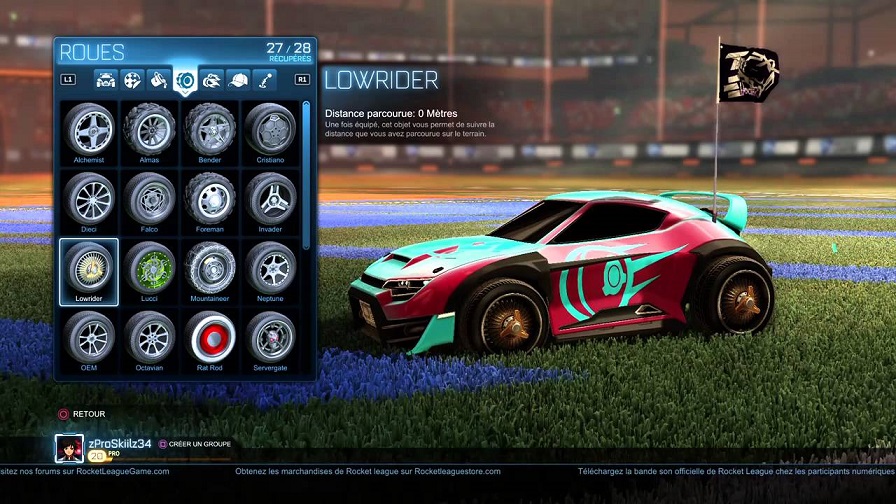 ROUES
27 / 28
RÉCUPÉRÉS
L1
R1
Alchemist
Almas
Bender
Cristiano
Dieci
Falco
Foreman
Invader
Lowrider
Lucci
Mountaineer
Neptune
OEM
Octavian
Rat Rod
Servergate
LOWRIDER
Distance parcourue: 0 Mètres
Une fois équipé, cet objet vous permet de suivre la
distance que vous avez parcourue sur le terrain.
RETOUR
zProSkiilz34
CRÉER UN GROUPE
20 PRO
sitez nos forums sur RocketLeagueGame.com
Obtenez les marchandises de Rocket league sur Rocketleaguestore.com
Téléchargez la bande son officielle de Rocket League chez les participants numériques